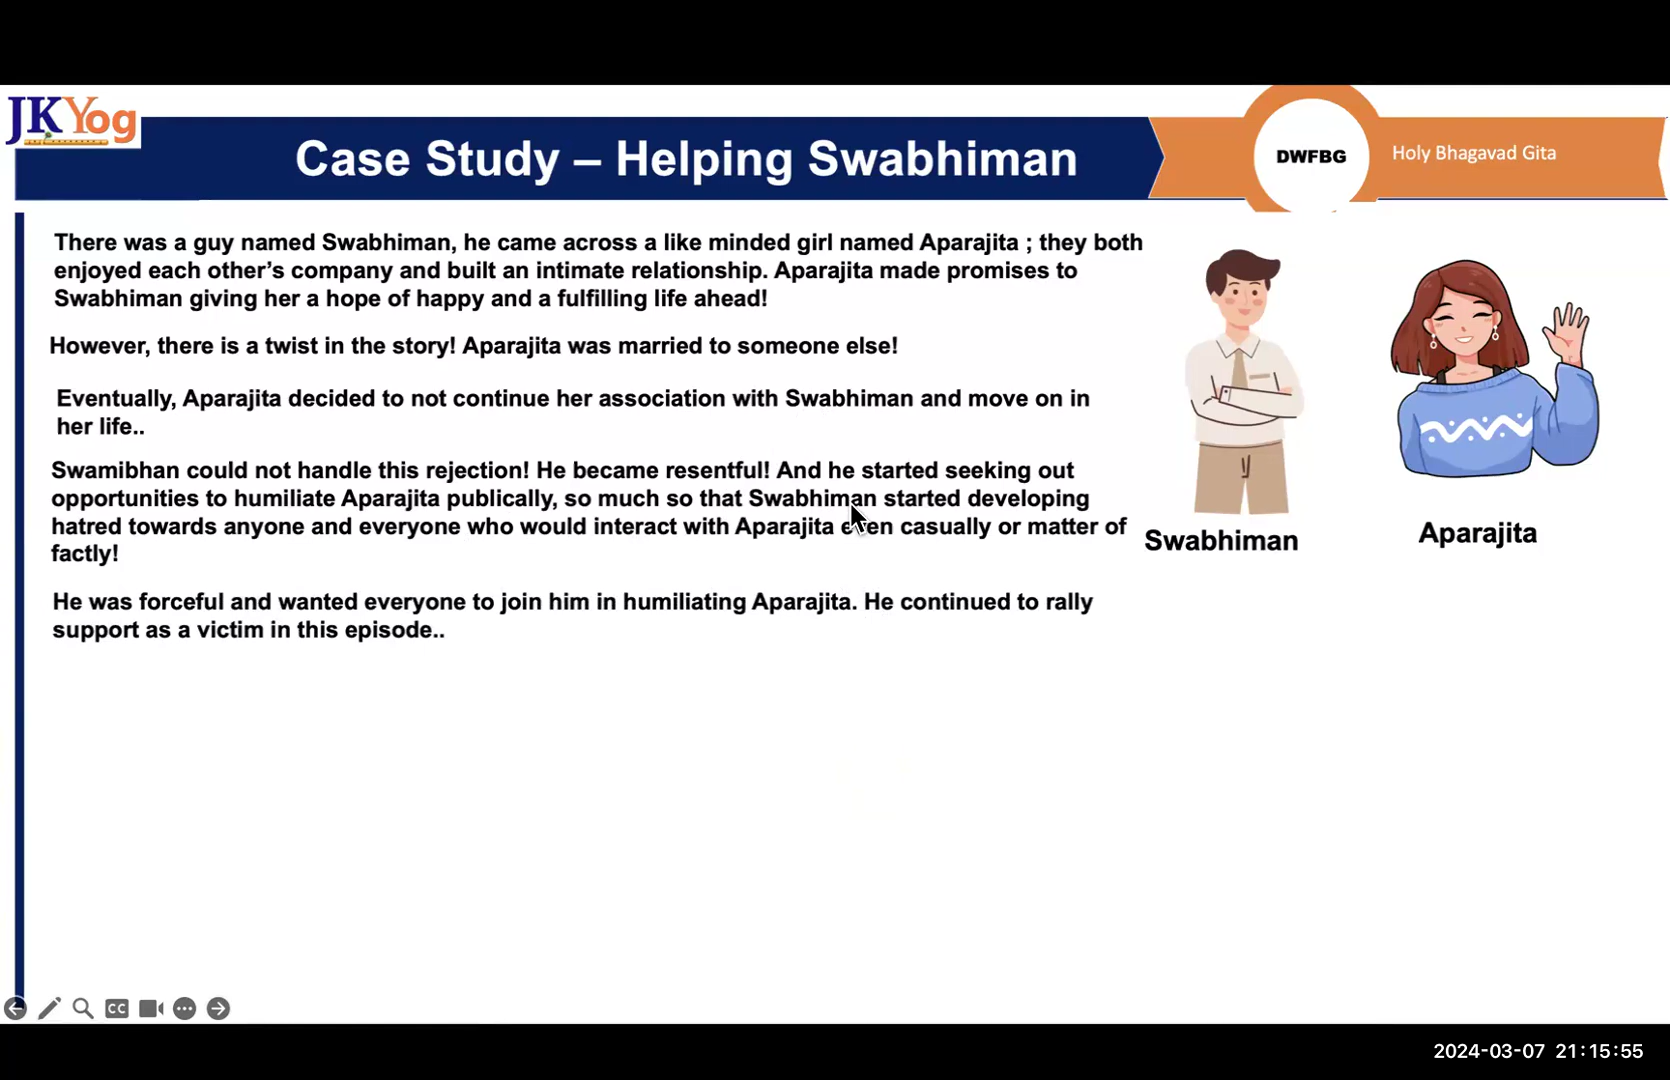 JKYog
Case Study – Helping Swabhiman
DWFBG
Holy Bhagavad Gita
There was a guy named Swabhiman, he came across a like minded girl named Aparajita ; they both
enjoyed each other’s company and built an intimate relationship. Aparajita made promises to
Swabhiman giving her a hope of happy and a fulfilling life ahead!
However, there is a twist in the story! Aparajita was married to someone else!
Eventually, Aparajita decided to not continue her association with Swabhiman and move on in
her life..
Swamibhan could not handle this rejection! He became resentful! And he started seeking out
opportunities to humiliate Aparajita publically, so much so that Swabhiman started developing
hatred towards anyone and everyone who would interact with Aparajita even casually or matter of
factly!
He was forceful and wanted everyone to join him in humiliating Aparajita. He continued to rally
support as a victim in this episode..
Swabhiman
Aparajita
CC
2024-03-07 21:15:55